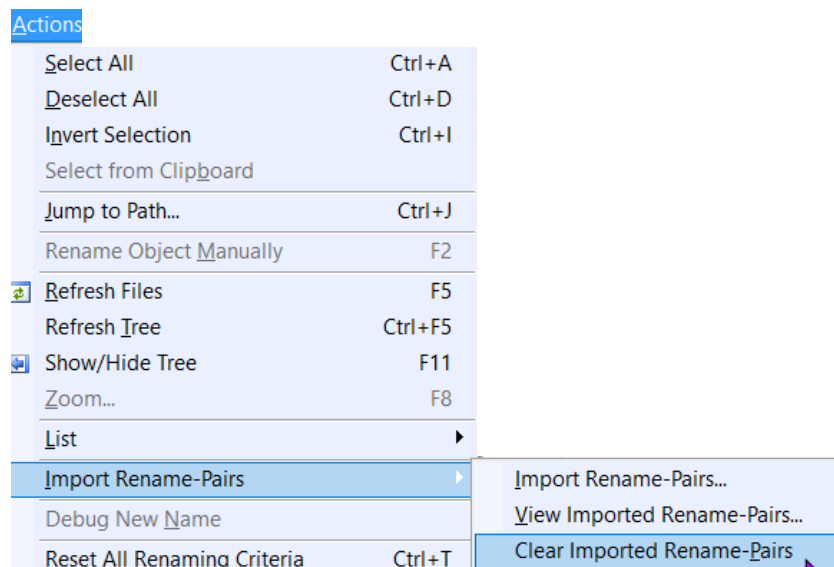 Actions
Select All Ctrl+A
Deselect All Ctrl+D
Invert Selection Ctrl+I
Select from Clipboard
Jump to Path... Ctrl+J
Rename Object Manually F2
Refresh Files F5
Refresh Tree Ctrl+F5
Show/Hide Tree F11
Zoom... F8
List
Import Rename-Pairs
Import Rename-Pairs...
View Imported Rename-Pairs...
Debug New Name
Clear Imported Rename-Pairs
Reset All Renaming Criteria Ctrl+T